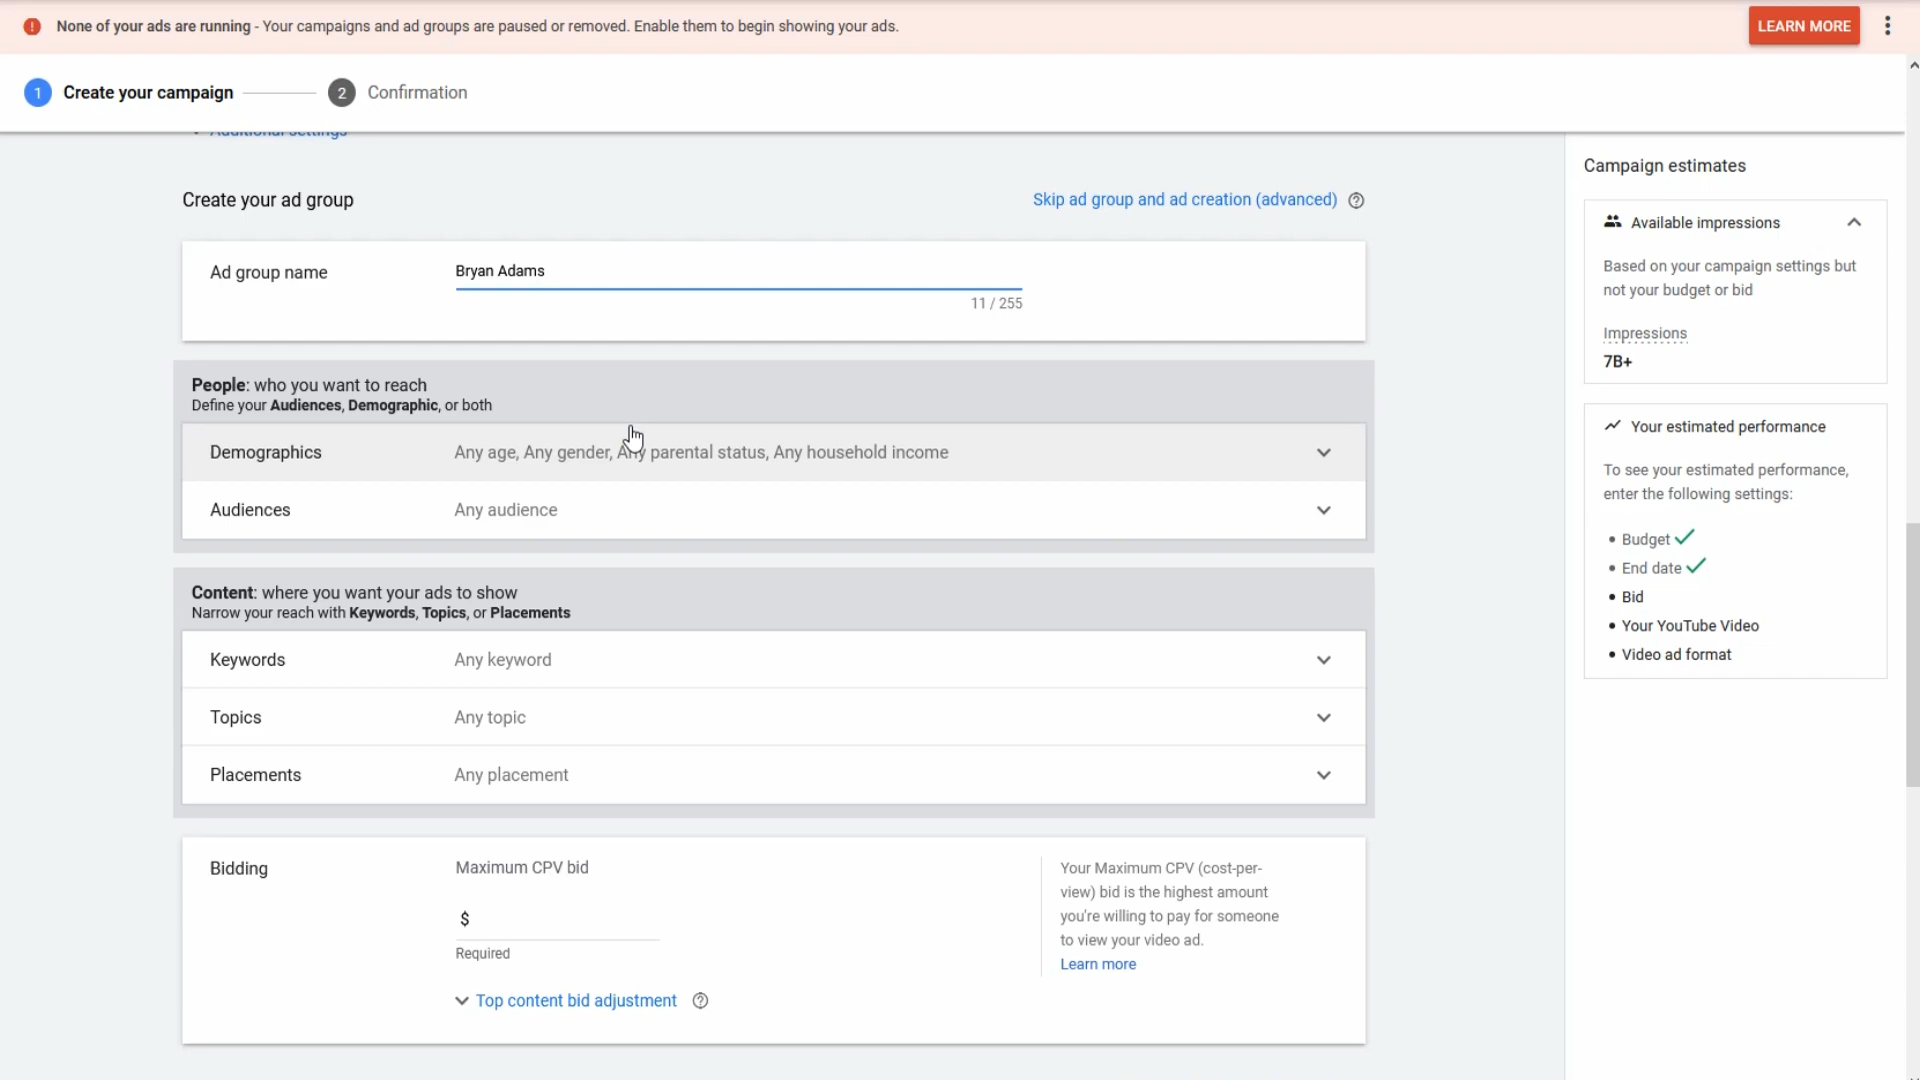 None of your ads are running - Your campaigns and ad groups are paused or removed. Enable them to begin showing your ads.
LEARN MORE
1 Create your campaign
2 Confirmation
Additional settings
Create your ad group
Skip ad group and ad creation (advanced)
Ad group name
Bryan Adams
11 / 255
People: who you want to reach
Define your Audiences, Demographic, or both
Demographics
Any age, Any gender, Any parental status, Any household income
Audiences
Any audience
Content: where you want your ads to show
Narrow your reach with Keywords, Topics, or Placements
Keywords
Any keyword
Topics
Any topic
Placements
Any placement
Bidding
Maximum CPV bid
$
Required
Top content bid adjustment
Your Maximum CPV (cost-per-
view) bid is the highest amount
you're willing to pay for someone
to view your video ad.
Learn more
Campaign estimates
Available impressions
Based on your campaign settings but
not your budget or bid
Impressions
7B+
Your estimated performance
To see your estimated performance,
enter the following settings:
• Budget
• End date
• Bid
• Your YouTube Video
• Video ad format